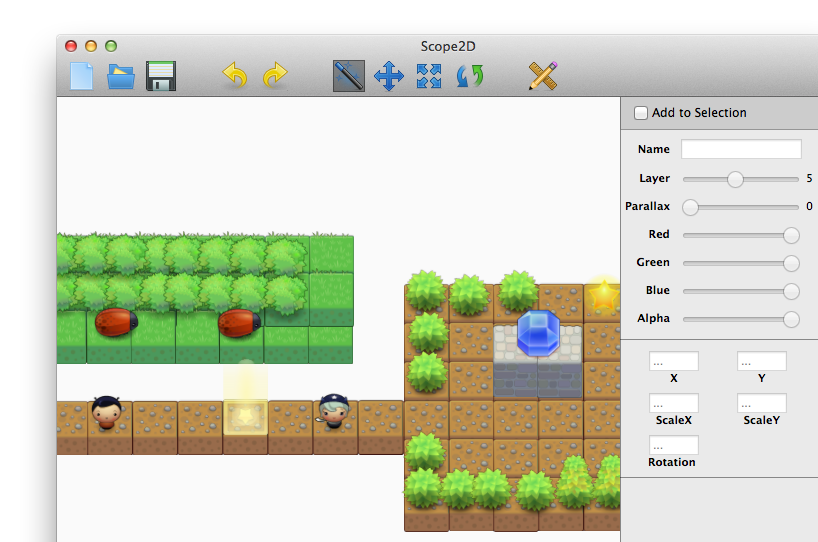 Scope2D
Add to Selection
Name
Layer 5
Parallax 0
Red
Green
Blue
Alpha
... ...
X Y
... ...
ScaleX ScaleY
...
Rotation